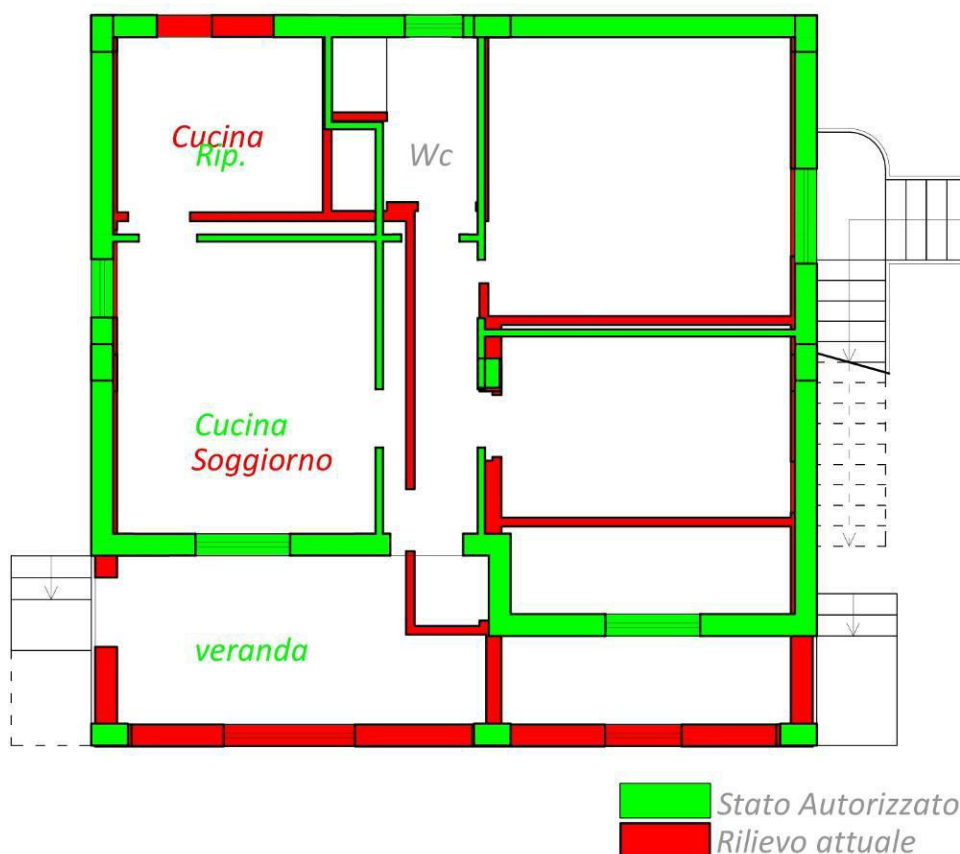 Cucina
Rip.
Wc
Cucina
Soggiorno
veranda
Stato Autorizzato
Rilievo attuale